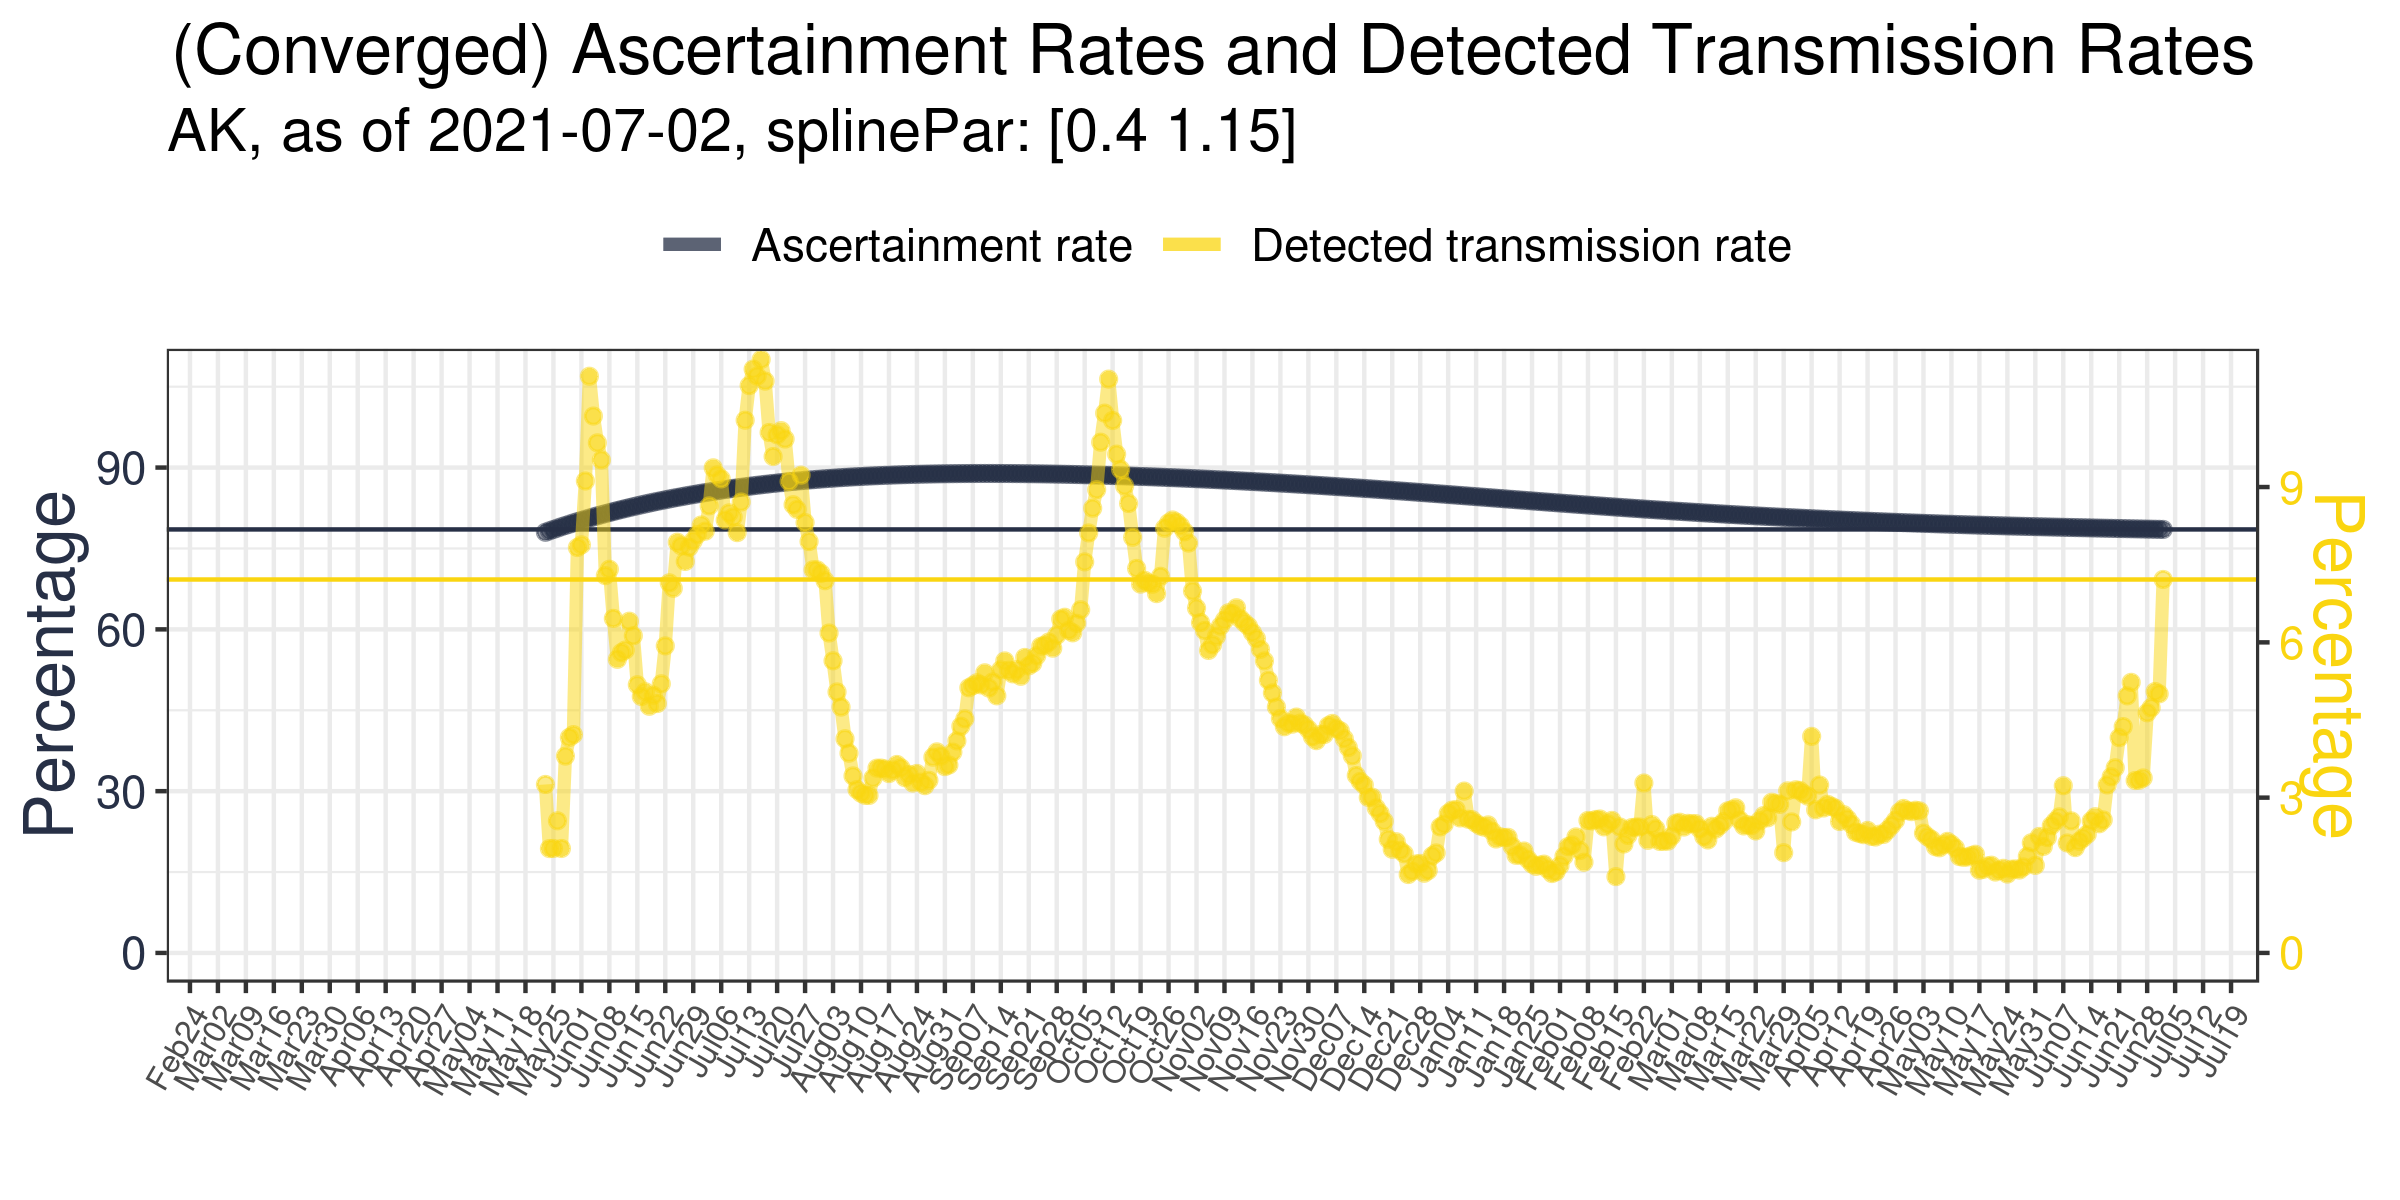 (Converged) Ascertainment Rates and Detected Transmission Rates
AK, as of 2021-07-02, splinePar: [0.4 1.15]
Ascertainment rate
Detected transmission rate
Percentage
90
60
30
0
9
6
3
0
Percentage
Feb24
Mar02
Mar09
Mar16
Mar23
Mar30
Apr06
Apr13
Apr20
Apr27
May04
May11
May18
May25
Jun01
Jun08
Jun15
Jun22
Jun29
Jul06
Jul13
Jul20
Jul27
Aug03
Aug10
Aug17
Aug24
Aug31
Sep07
Sep14
Sep21
Sep28
Oct05
Oct12
Oct19
Oct26
Nov02
Nov09
Nov16
Nov23
Nov30
Dec07
Dec14
Dec21
Dec28
Jan04
Jan11
Jan18
Jan25
Feb01
Feb08
Feb15
Feb22
Mar01
Mar08
Mar15
Mar22
Mar29
Apr05
Apr12
Apr19
Apr26
May03
May10
May17
May24
May31
Jun07
Jun14
Jun21
Jun28
Jul05
Jul12
Jul19